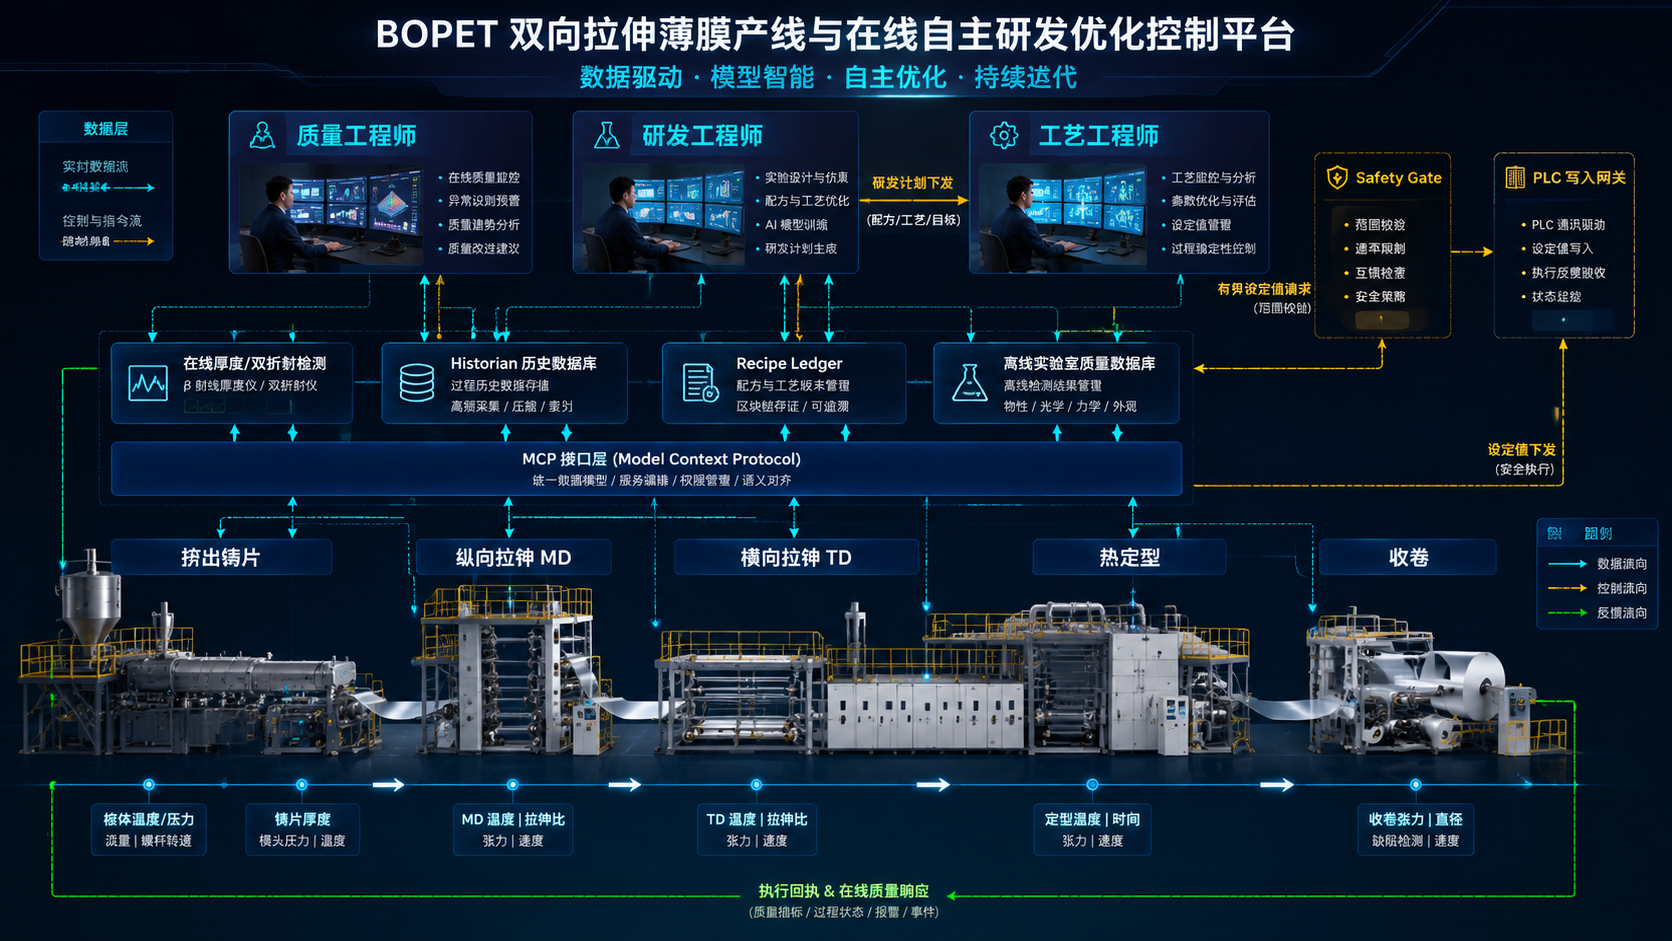 BOPET 双向拉伸薄膜产线与在线自主研发优化控制平台
数据驱动 · 模型智能 · 自主优化 · 持续迭代
数据层
实时数据流
质量工程师
在线质量监控
异常识别预警
质量趋势分析
质量改进建议
研发工程师
实验设计与仿真
配方与工艺优化
AI 模型训练
研发计划生成
研发计划下发
(配方/工艺/目标)
工艺工程师
工艺监控与分析
参数优化与评估
设定值管理
过程稳定性控制
Safety Gate
范围校验
速率限制
互锁检查
安全策略
PLC 写入网关
PLC 通讯驱动
设定值写入
执行反馈接收
状态监控
有界设定值请求
(范围校验)
在线厚度/双折射检测
β 射线厚度仪 / 双折射仪
Historian 历史数据库
过程历史数据存储
高频采集 / 压缩 / 索引
Recipe Ledger
配方与工艺版本管理
区块链存证 / 可追溯
离线实验室质量数据库
离线检测结果管理
物性 / 光学 / 力学 / 外观
MCP 接口层 (Model Context Protocol)
统一数据模型 / 服务编排 / 权限管理 / 语义对齐
设定值下发
(安全执行)
挤出铸片
纵向拉伸 MD
横向拉伸 TD
热定型
收卷
图例
数据流向
控制流向
反馈流向
熔体温度/压力
流量 | 螺杆转速
铸片厚度
模头压力 | 温度
MD 温度 | 拉伸比
张力 | 速度
TD 温度 | 拉伸比
张力 | 速度
定型温度 | 时间
张力 | 速度
收卷张力 | 直径
缺陷检测 | 速度
执行回执 & 在线质量响应
(质量指标 / 过程状态 / 报警 / 事件)